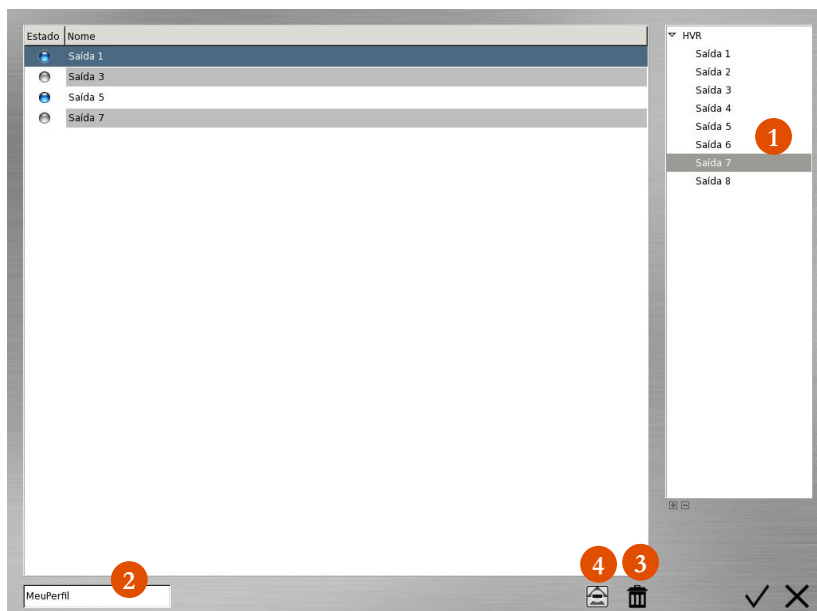 Estado Nome
Saída 1
Saída 3
Saída 5
Saída 7
HVR
Saída 1
Saída 2
Saída 3
Saída 4
Saída 5
Saída 6
Saída 7
Saída 8
1
MeuPerfil
2
4
3